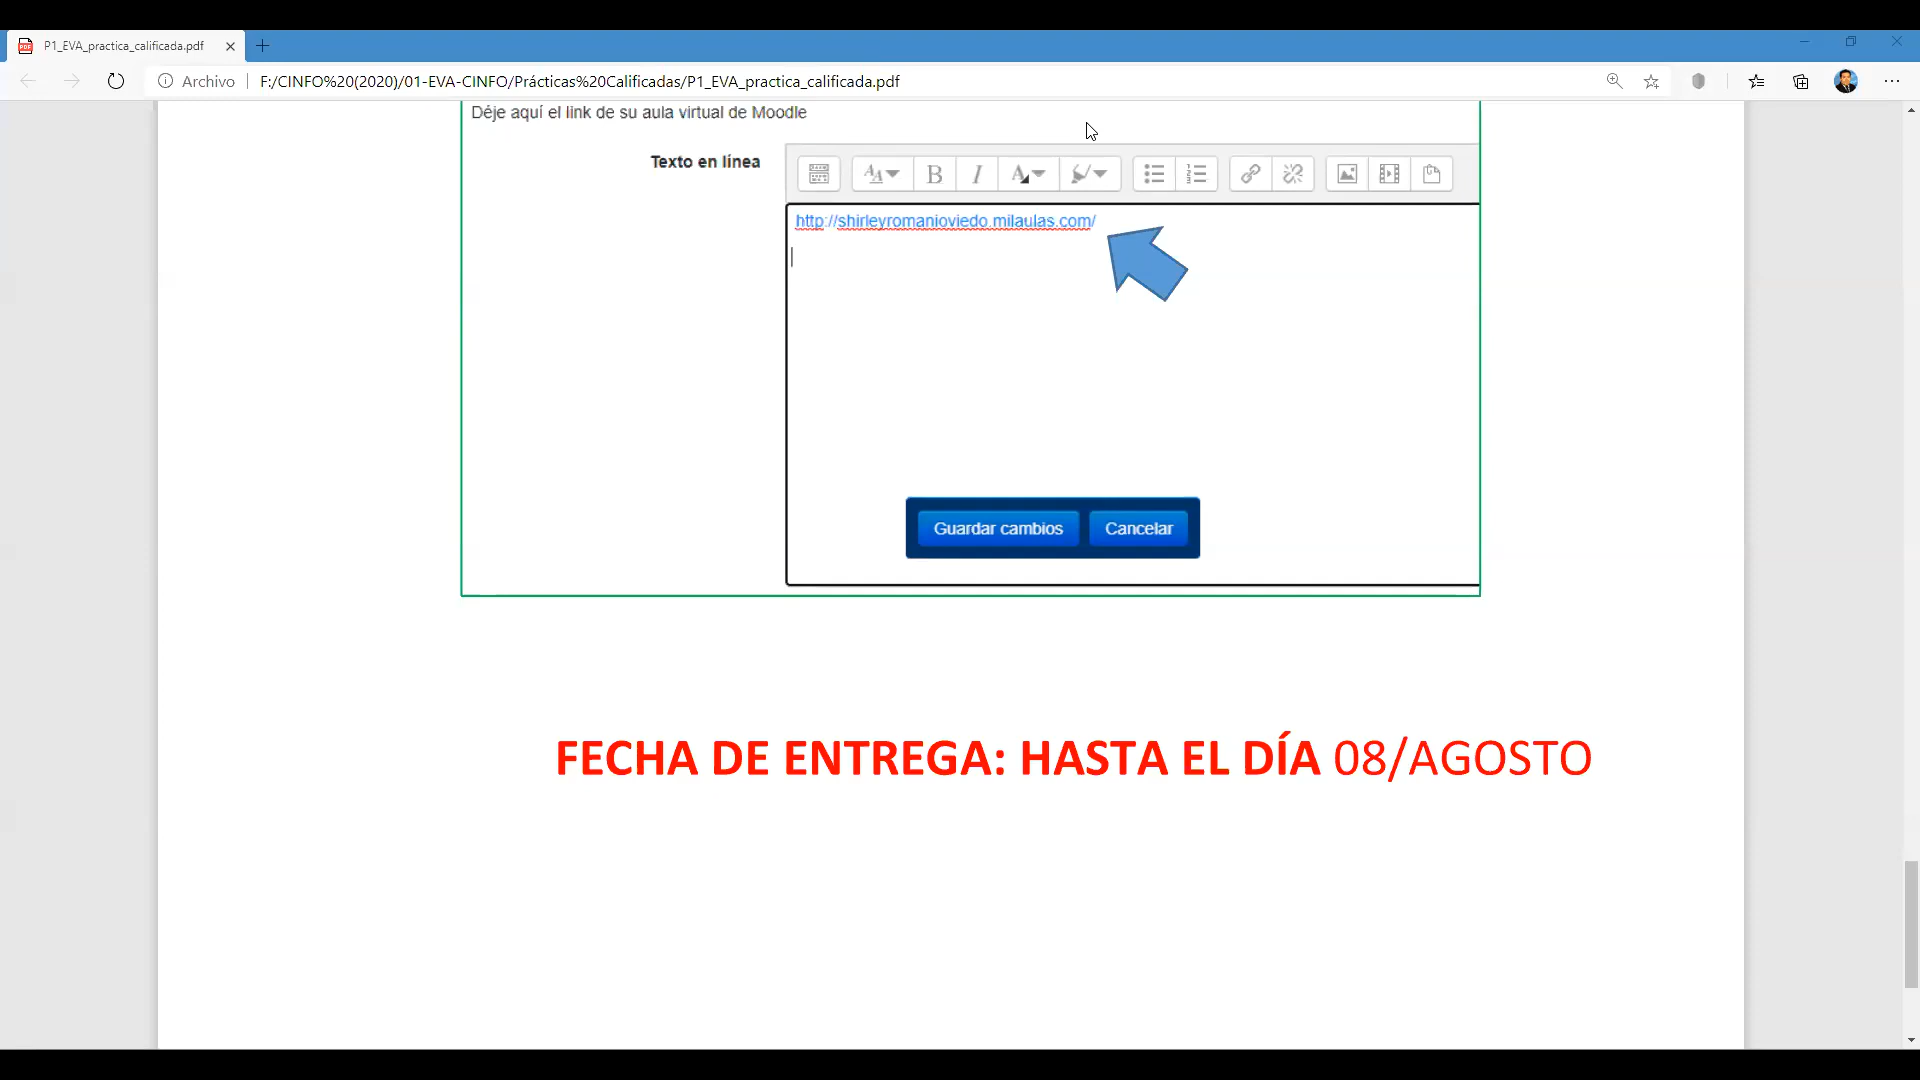 P1_EVA_practica_calificada.pdf
Archivo
F:/CINFO%20(2020)/01-EVA-CINFO/Prácticas%20Calificadas/P1_EVA_practica_calificada.pdf
Déje aquí el link de su aula virtual de Moodle
Texto en línea
http://shirleyromanioviedo.milaulas.com/
Guardar cambios
Cancelar
FECHA DE ENTREGA: HASTA EL DÍA 08/AGOSTO